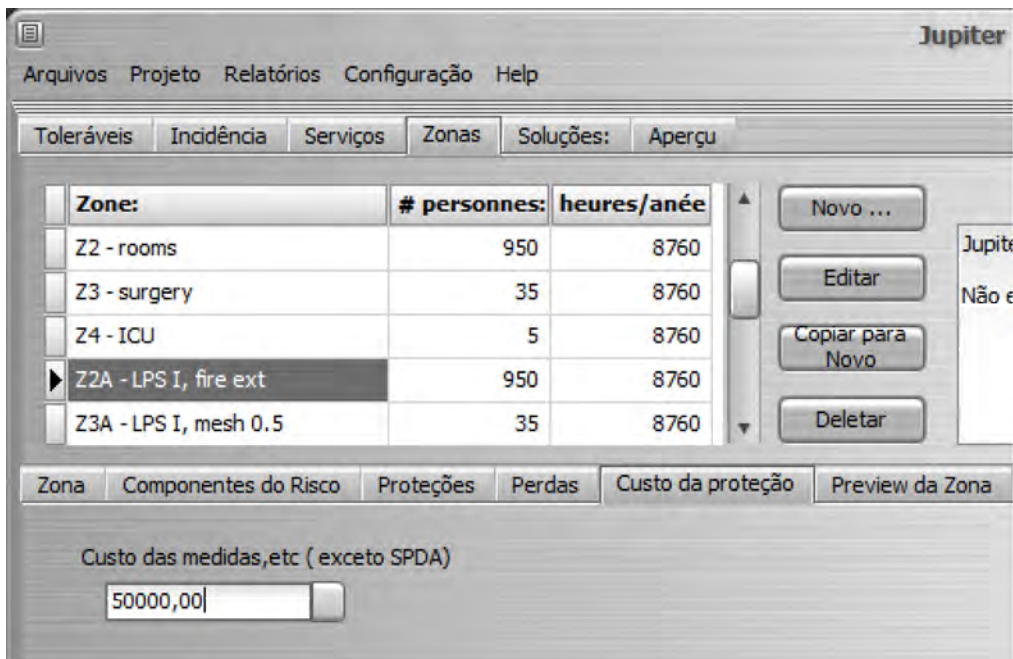 Jupiter
Arquivos Projeto Relatórios Configuração Help
Toleráveis Incidência Serviços Zonas Soluções: Aperçu
Zone: # personnes: heures/anée
Z2 - rooms 950 8760
Z3 - surgery 35 8760
Z4 - ICU 5 8760
Z2A - LPS I, fire ext 950 8760
Z3A - LPS I, mesh 0.5 35 8760
Novo ...
Editar
Copiar para
Novo
Deletar
Jupite
Não e
Zona Componentes do Risco Proteções Perdas Custo da proteção Preview da Zona
Custo das medidas,etc ( exceto SPDA)
50000,00